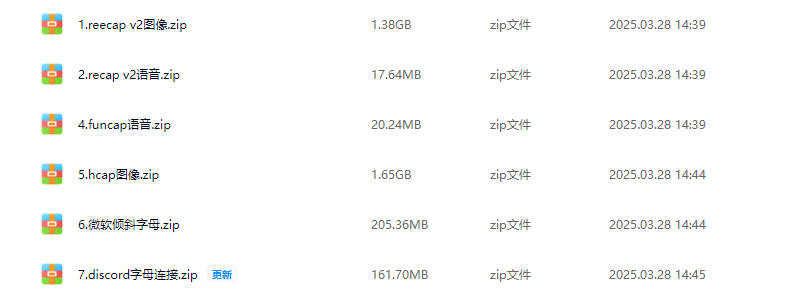 1.reecap v2图像.zip 1.38GB zip文件 2025.03.28 14:39
2.recap v2语音.zip 17.64MB zip文件 2025.03.28 14:39
4.funcap语音.zip 20.24MB zip文件 2025.03.28 14:39
5.hcap图像.zip 1.65GB zip文件 2025.03.28 14:44
6.微软倾斜字母.zip 205.36MB zip文件 2025.03.28 14:44
7.discord字母连接.zip 更新 161.70MB zip文件 2025.03.28 14:45